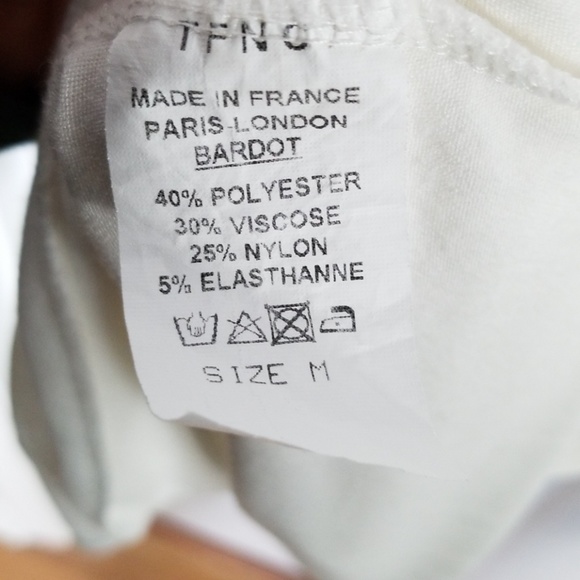 TFNC
MADE IN FRANCE
PARIS-LONDON
BARDOT
40% POLYESTER
30% VISCOSE
25% NYLON
5% ELASTHANNE
SIZE M